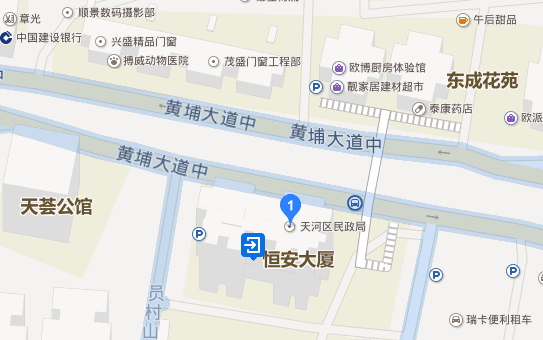 章光
顺景数码摄影部
午后甜品
中国建设银行
兴盛精品门窗
搏威动物医院
茂盛门窗工程部
欧博厨房体验馆
靓家居建材超市
东成花苑
P
泰康药店
欧派
黄埔大道中
黄埔大道中
黄埔大道中
天荟公馆
1
P
天河区民政局
恒安大厦
P
P
员村山
瑞卡便利租车